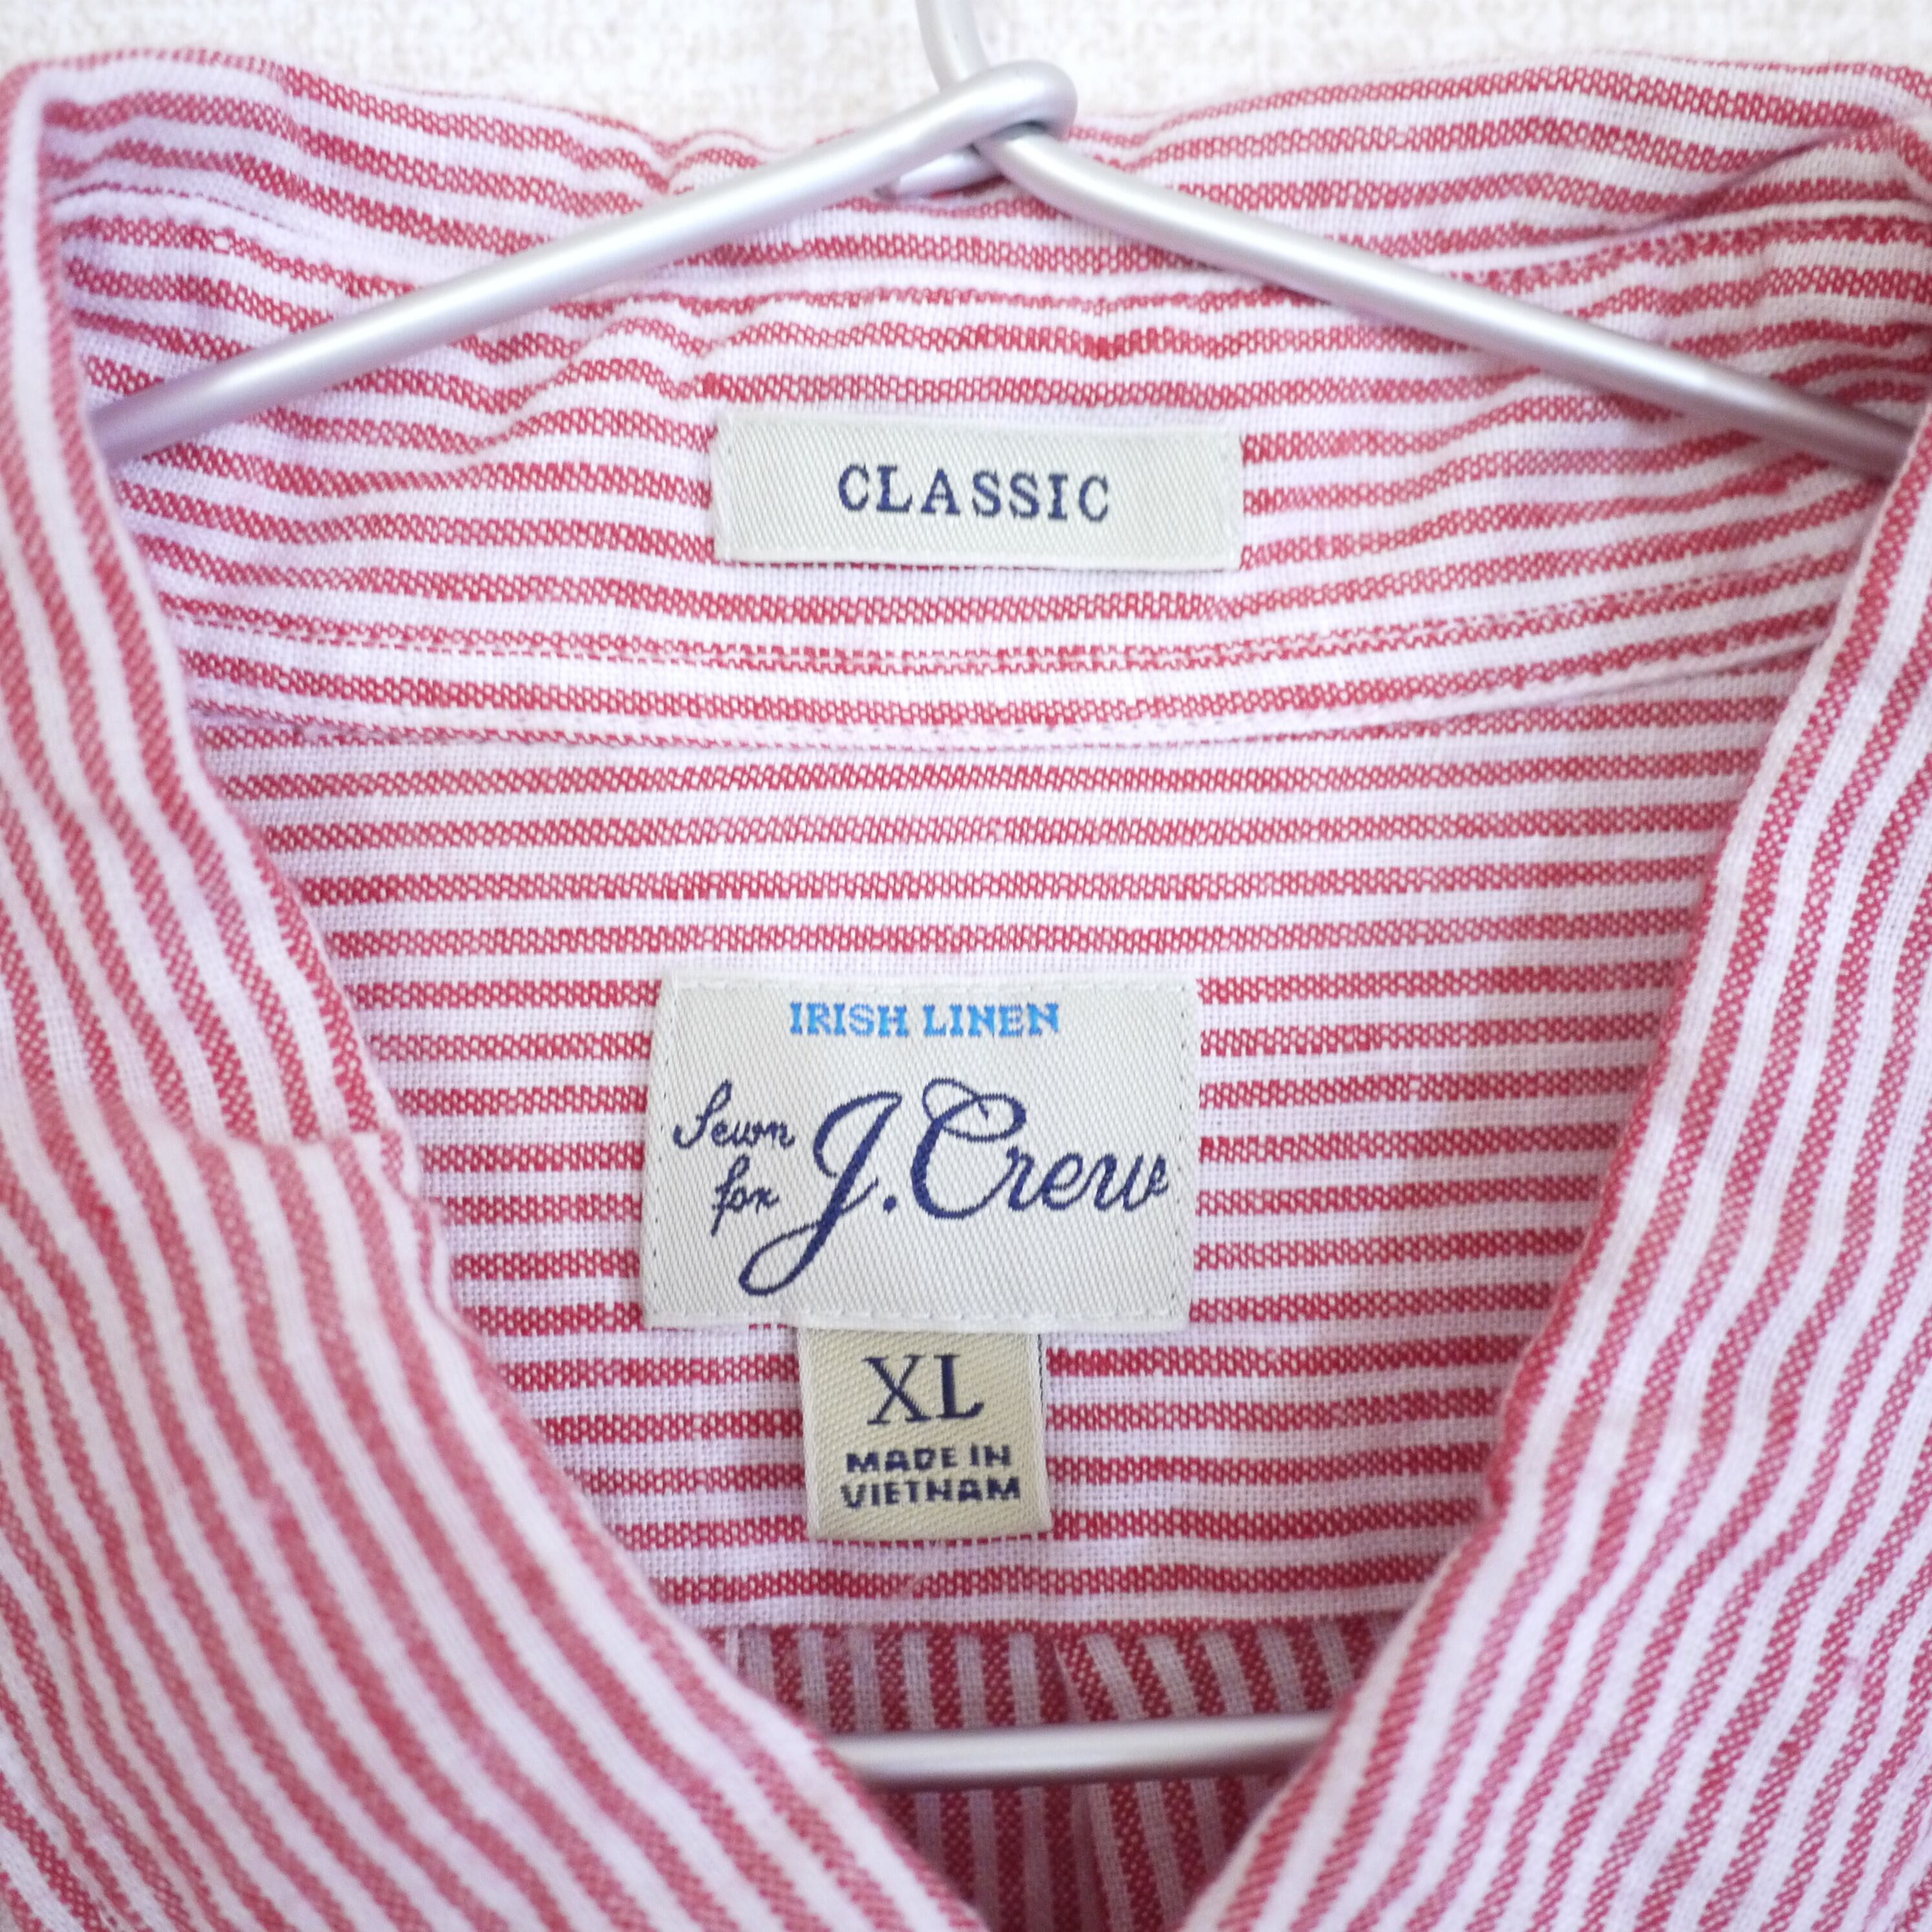 CLASSIC
IRISH LINEN
Sewn
for J.Crew
XL
MADE IN
VIETNAM